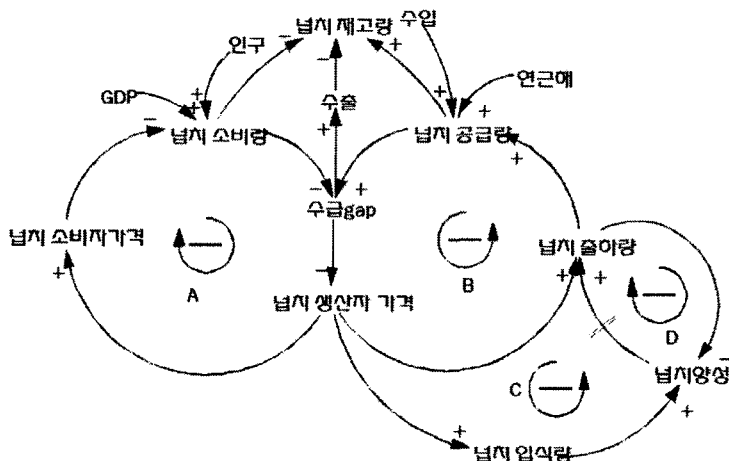 넙치 재고량
수입
인구
연근해
GDP
수출
넙치 소비량
넙치 공급량
수급gap
넙치 소비자가격
넙치 출하량
A
B
넙치 생산자 가격
D
넙치양성
C
넙치 입식량